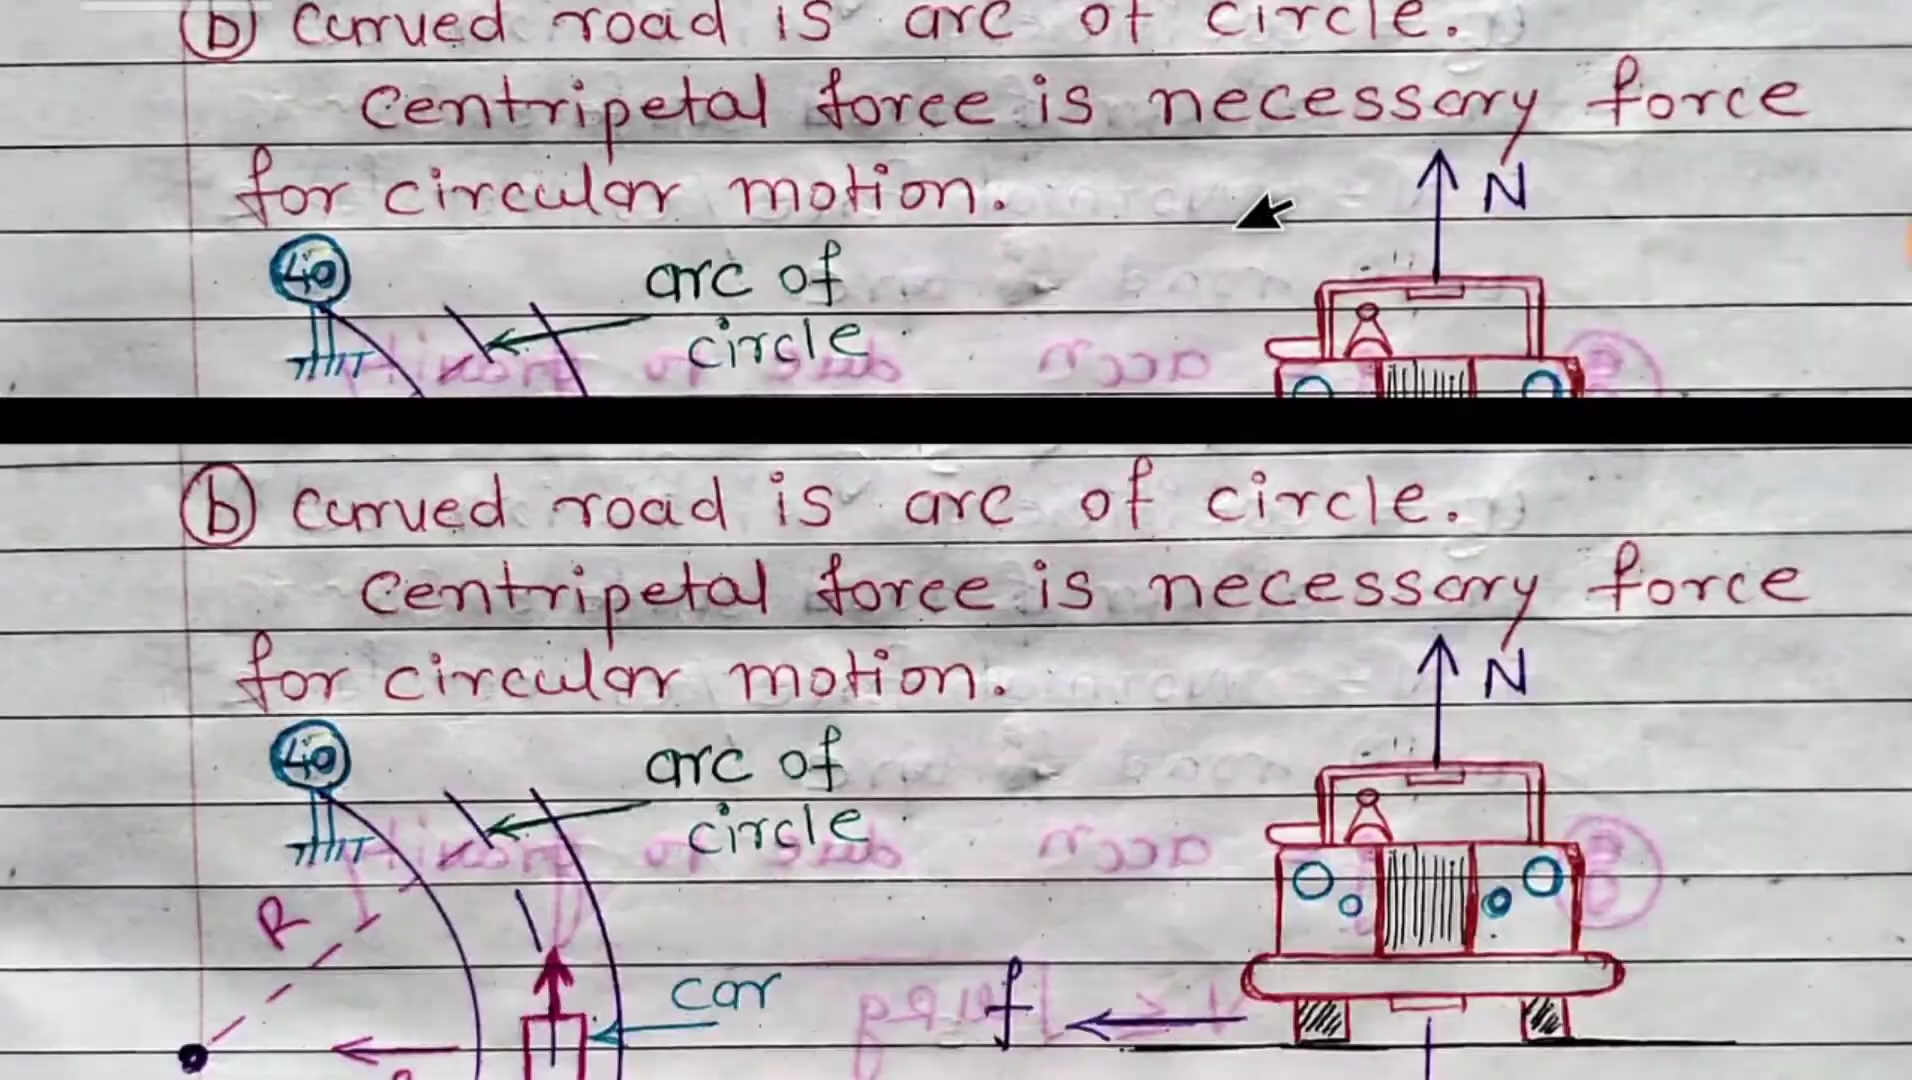 (b) Curved road is arc of circle.
Centripetal force is necessary force
for circular motion.
N
40
arc of
circle
(b) Curved road is arc of circle.
Centripetal force is necessary force
for circular motion.
N
40
arc of
circle
R
car
f